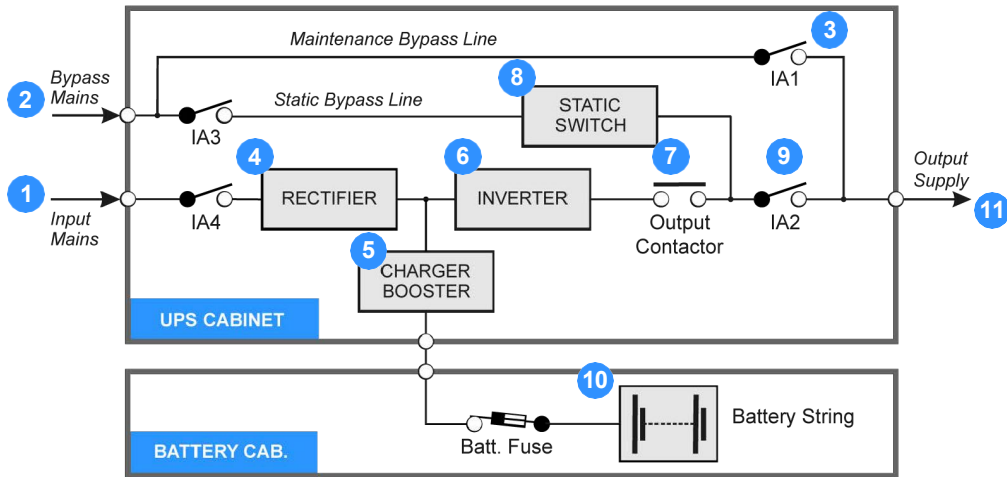 Maintenance Bypass Line
3
IA1
Bypass
Mains
2
8
Static Bypass Line
STATIC
SWITCH
IA3
4
6
7
9
Output
Supply
1
RECTIFIER
INVERTER
11
Input
Mains
IA4
Output
Contactor
IA2
5
CHARGER
BOOSTER
UPS CABINET
10
Battery String
Batt. Fuse
BATTERY CAB.